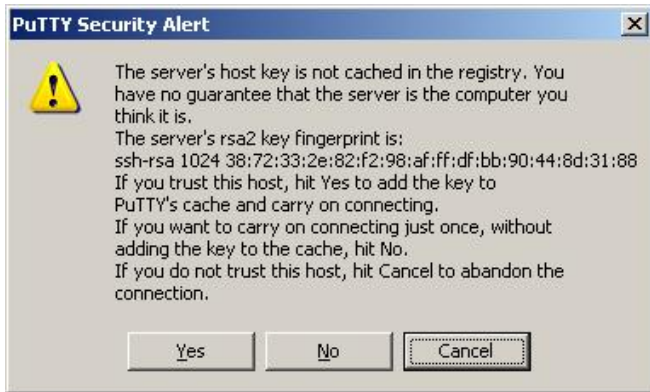 PuTTY Security Alert
The server's host key is not cached in the registry. You
have no guarantee that the server is the computer you
think it is.
The server's rsa2 key fingerprint is:
ssh-rsa 1024 38:72:33:2e:82:f2:98:af:ff:df:bb:90:44:8d:31:88
If you trust this host, hit Yes to add the key to
PuTTY's cache and carry on connecting.
If you want to carry on connecting just once, without
adding the key to the cache, hit No.
If you do not trust this host, hit Cancel to abandon the
connection.
Yes No Cancel